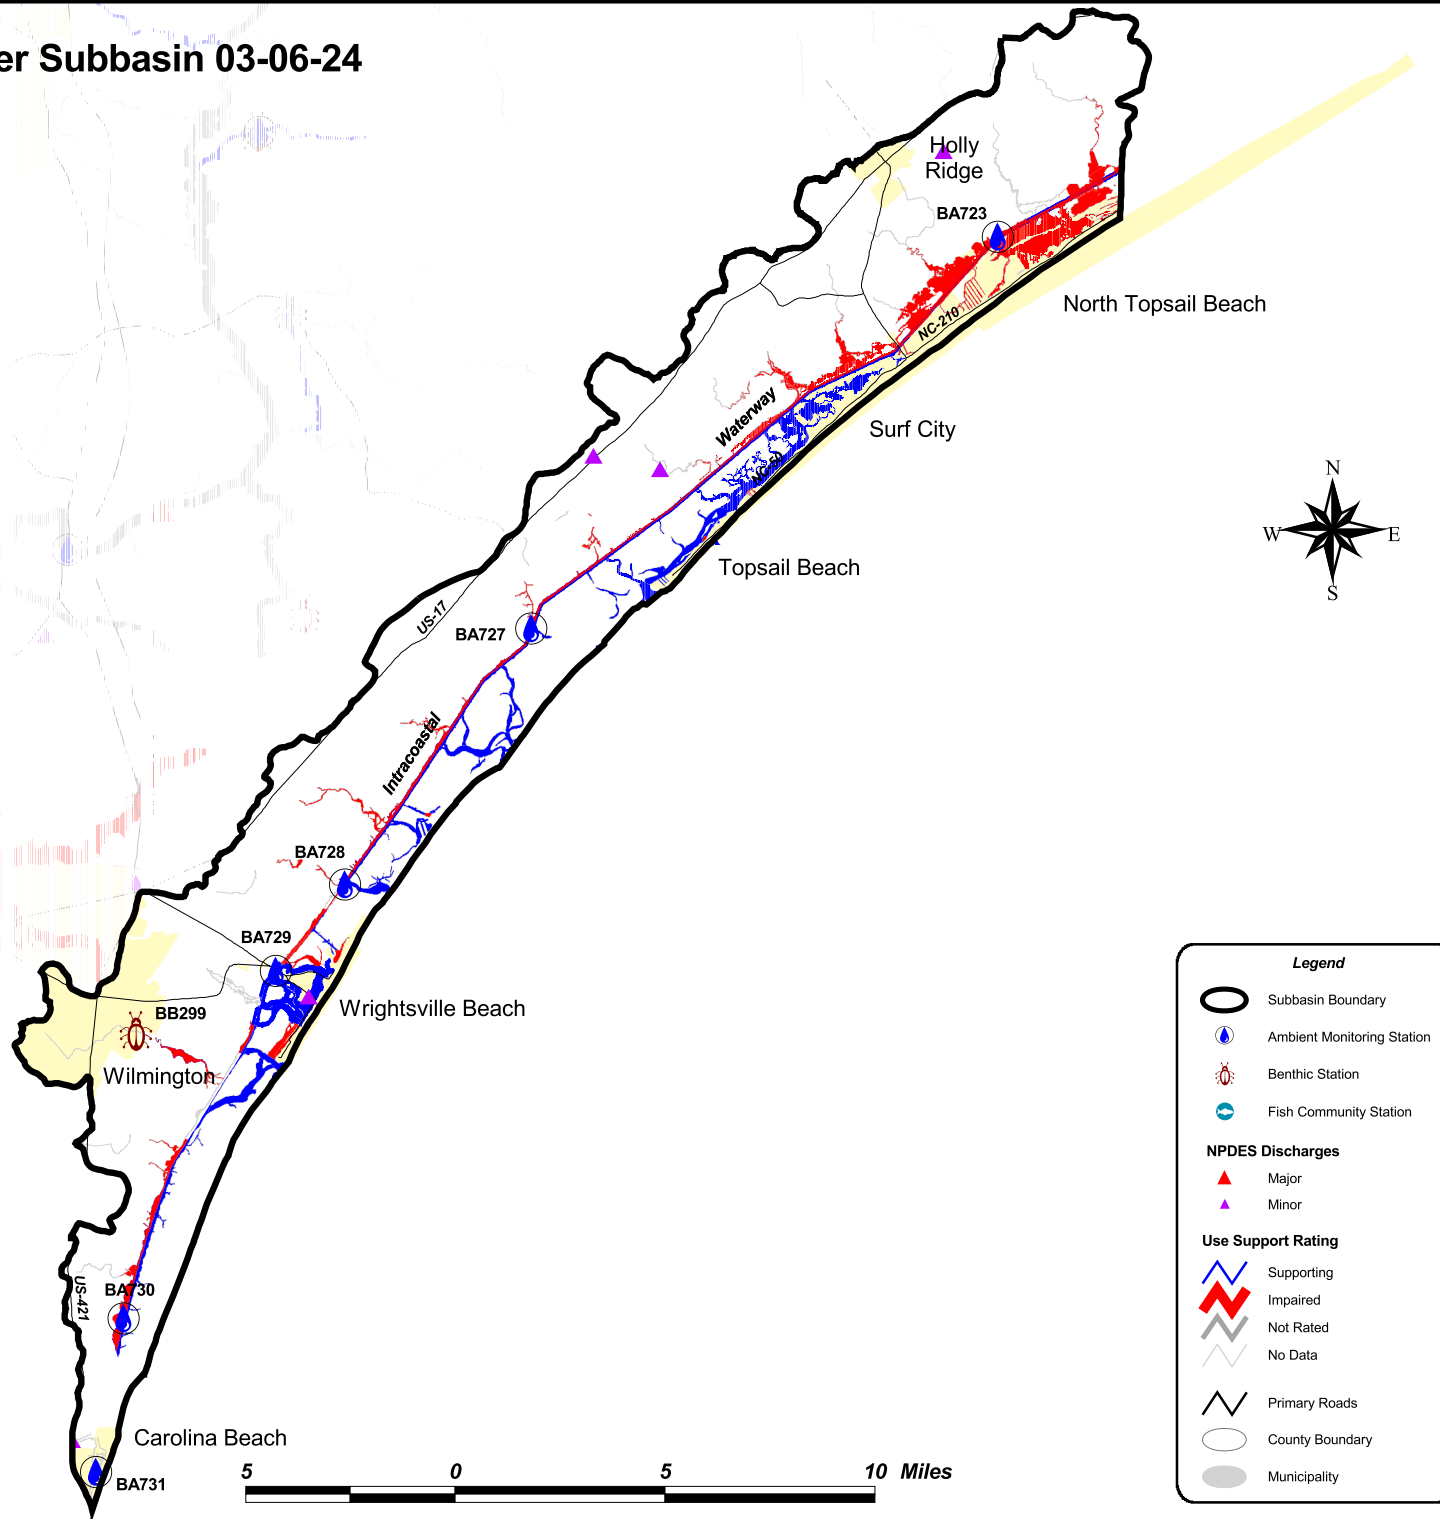 er Subbasin 03-06-24
Holly
Ridge
BA723
North Topsail Beach
NC-210
Surf City
Waterway
NC-50
Topsail Beach
US-17
BA727
Intracoastal
BA728
BA729
Wrightsville Beach
BB299
Wilmington
US-421
BA730
Carolina Beach
BA731
N
W
E
S
5 0 5 10 Miles
Legend
Subbasin Boundary
Ambient Monitoring Station
Benthic Station
Fish Community Station
NPDES Discharges
Major
Minor
Use Support Rating
Supporting
Impaired
Not Rated
No Data
Primary Roads
County Boundary
Municipality